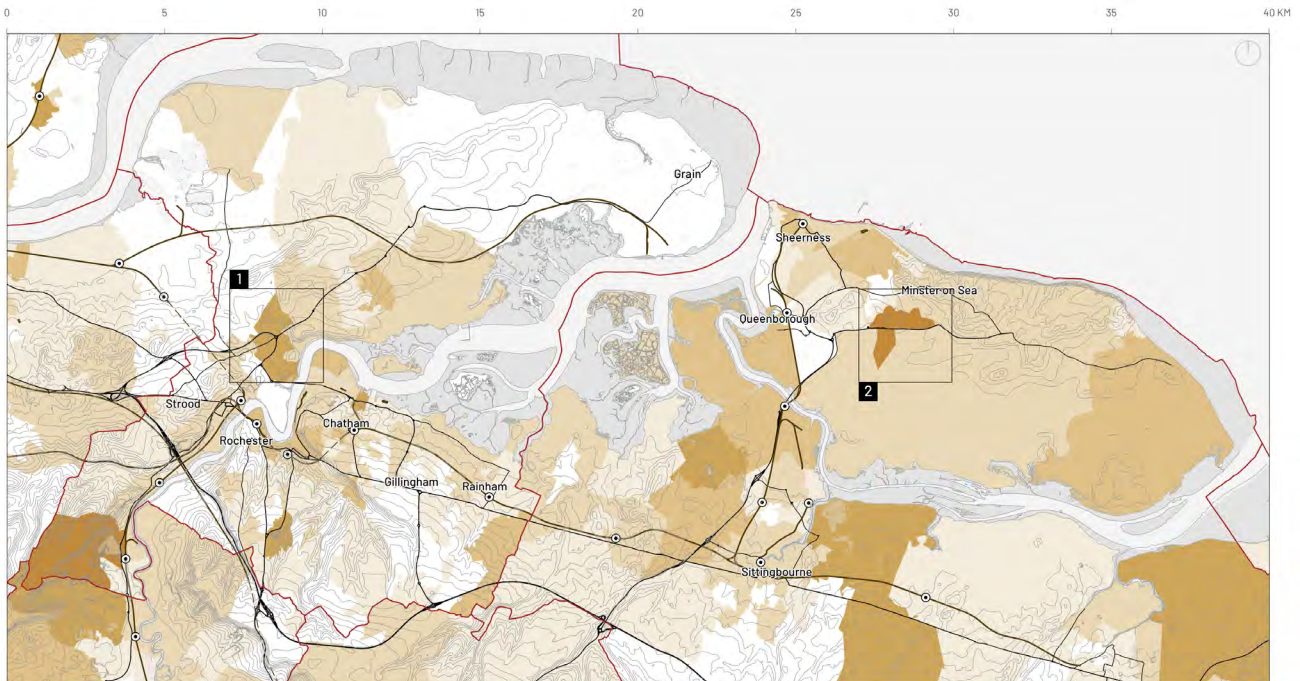 0 5 10 15 20 25 30 35 40 KM
Grain
Sheerness
1
Minster on Sea
Queenborough
2
Strood
Chatham
Rochester
Gillingham
Rainham
Sittingbourne